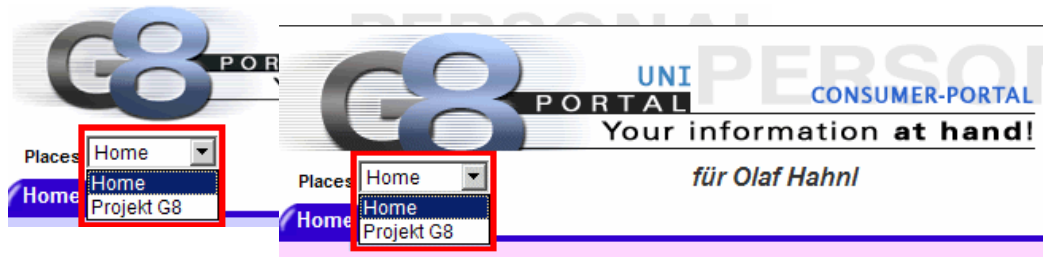 G8
POR
Places Home
Home
Home
Projekt G8
PERSONAL
PERSO
G8
UNI
PORTAL
CONSUMER-PORTAL
Your information at hand!
für Olaf Hahnl
Places Home
Home
Home
Projekt G8